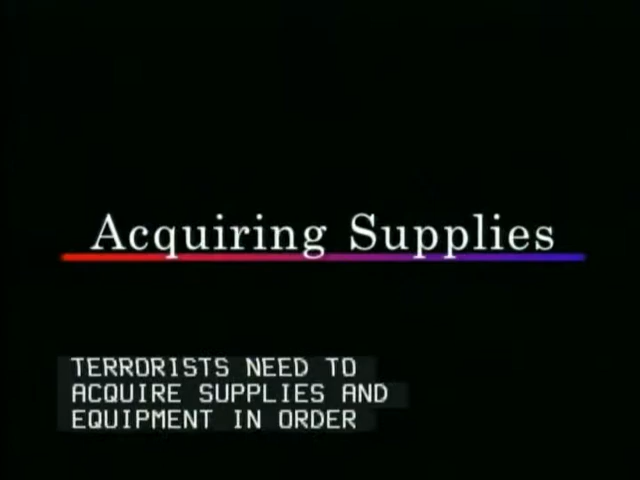 Acquiring Supplies
TERRORISTS NEED TO
ACQUIRE SUPPLIES AND
EQUIPMENT IN ORDER